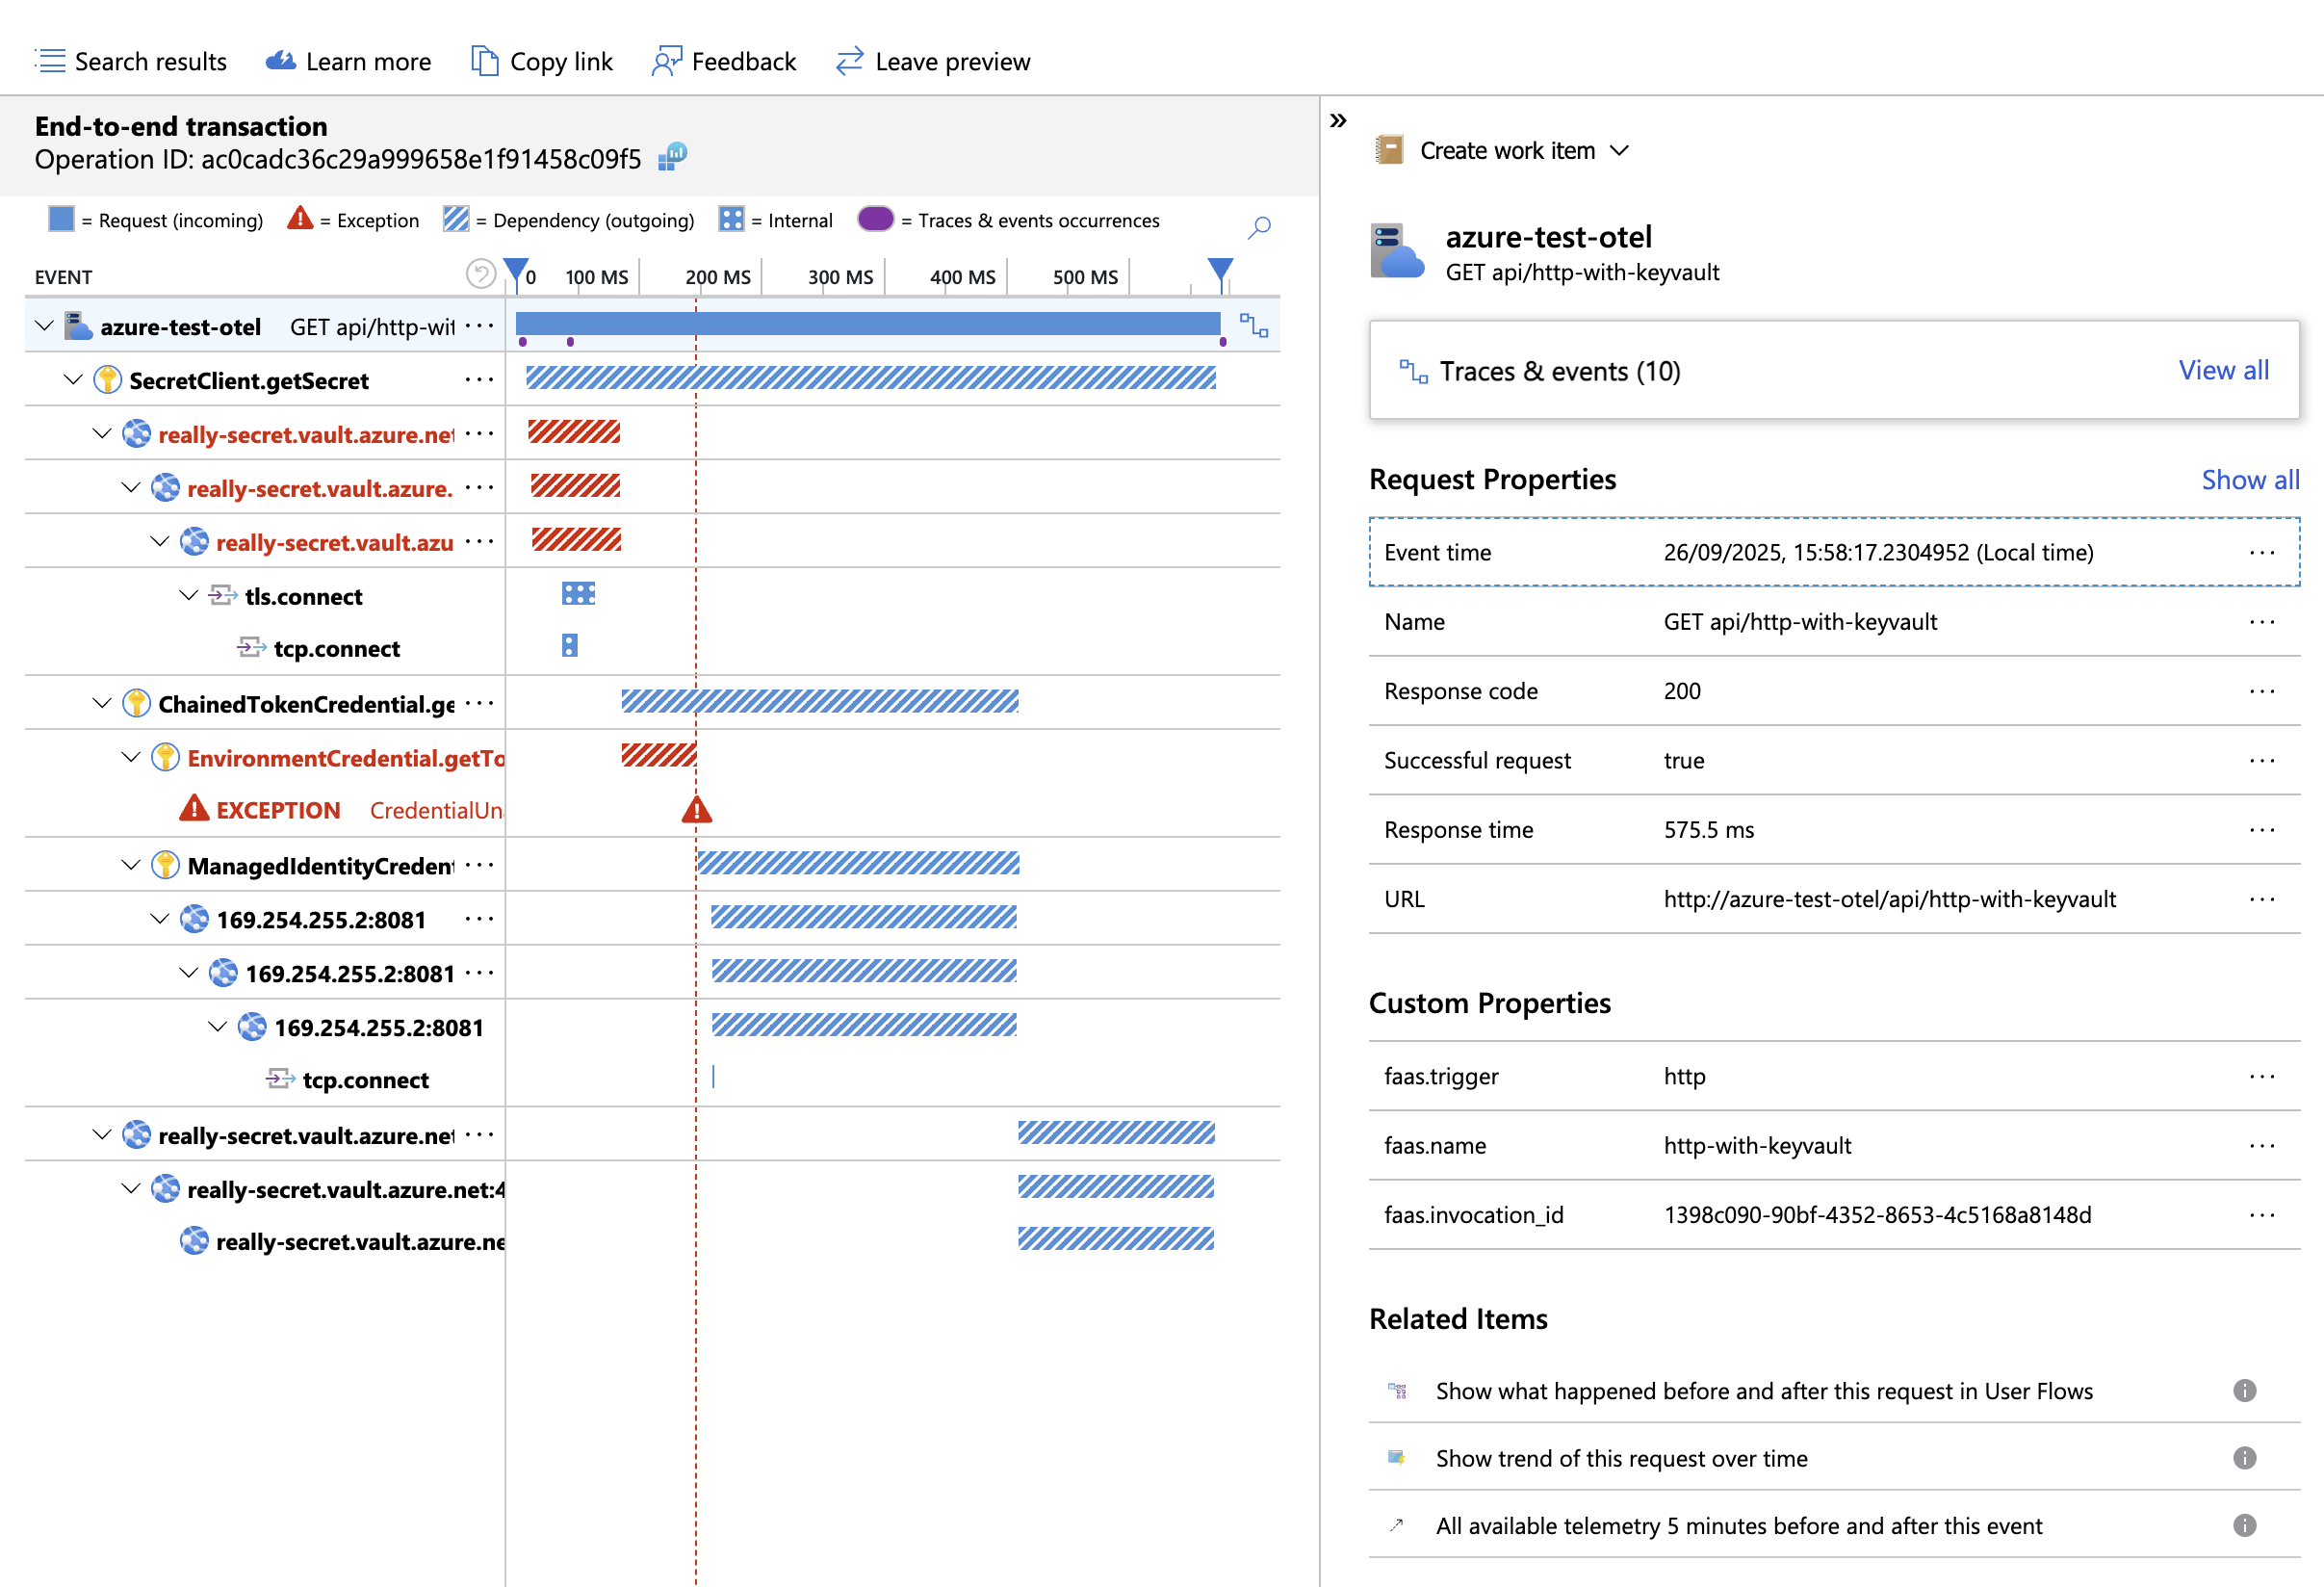 Search results Learn more Copy link Feedback Leave preview
End-to-end transaction
Operation ID: ac0cadc36c29a999658e1f91458c09f5
= Request (incoming) = Exception = Dependency (outgoing) = Internal = Traces & events occurrences
EVENT 0 100 MS 200 MS 300 MS 400 MS 500 MS
azure-test-otel GET api/http-wit ···
SecretClient.getSecret ···
really-secret.vault.azure.net ···
really-secret.vault.azure. ···
really-secret.vault.azu ···
tls.connect
tcp.connect
ChainedTokenCredential.ge ···
EnvironmentCredential.getTo
EXCEPTION CredentialUna
ManagedIdentityCredent ···
169.254.255.2:8081 ···
169.254.255.2:8081 ···
169.254.255.2:8081
tcp.connect
really-secret.vault.azure.net ···
really-secret.vault.azure.net:4
really-secret.vault.azure.ne
Create work item
azure-test-otel
GET api/http-with-keyvault
Traces & events (10) View all
Request Properties Show all
Event time 26/09/2025, 15:58:17.2304952 (Local time) ···
Name GET api/http-with-keyvault ···
Response code 200 ···
Successful request true ···
Response time 575.5 ms ···
URL http://azure-test-otel/api/http-with-keyvault ···
Custom Properties
faas.trigger http ···
faas.name http-with-keyvault ···
faas.invocation_id 1398c090-90bf-4352-8653-4c5168a8148d ···
Related Items
Show what happened before and after this request in User Flows
Show trend of this request over time
All available telemetry 5 minutes before and after this event